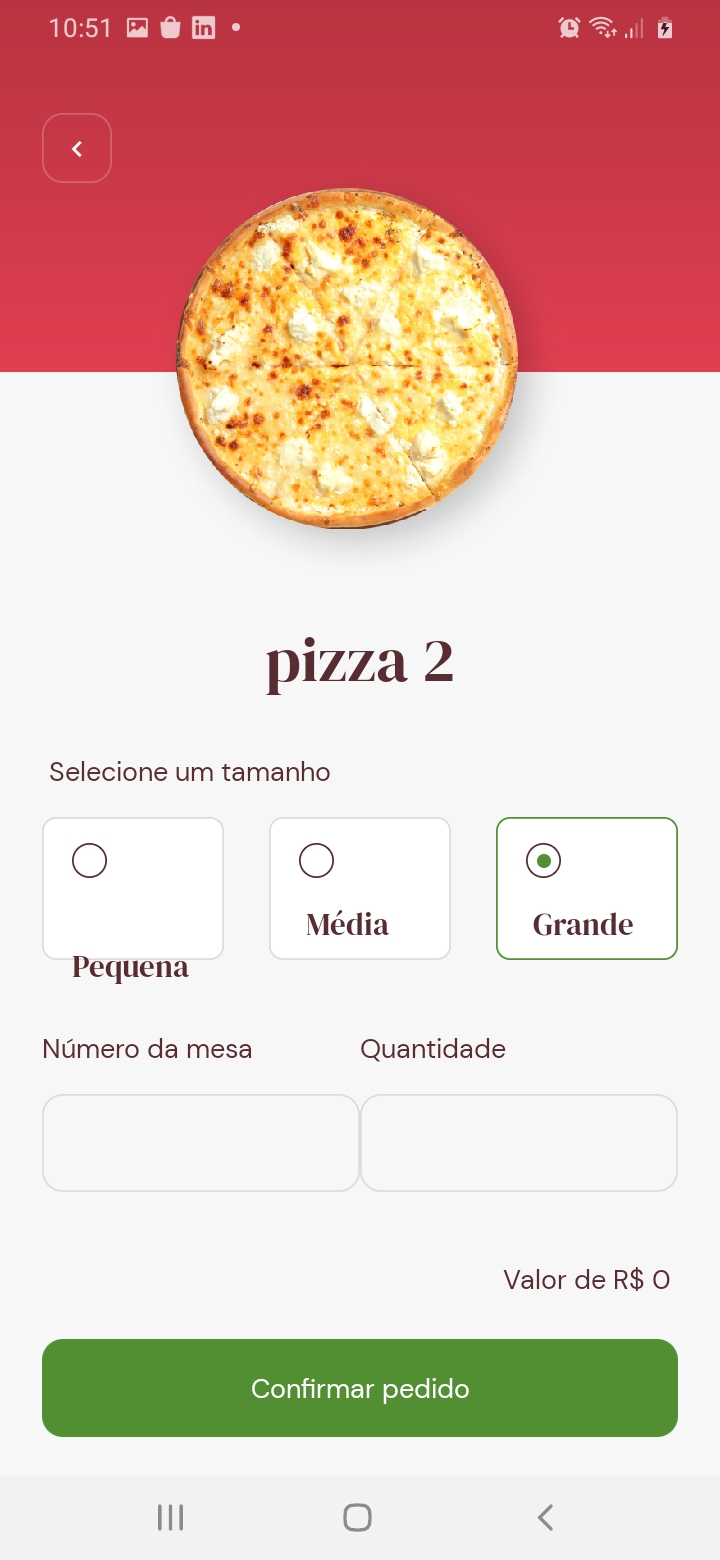 10:51
pizza 2
Selecione um tamanho
Pequena
Média
Grande
Número da mesa
Quantidade
Valor de R$ 0
Confirmar pedido